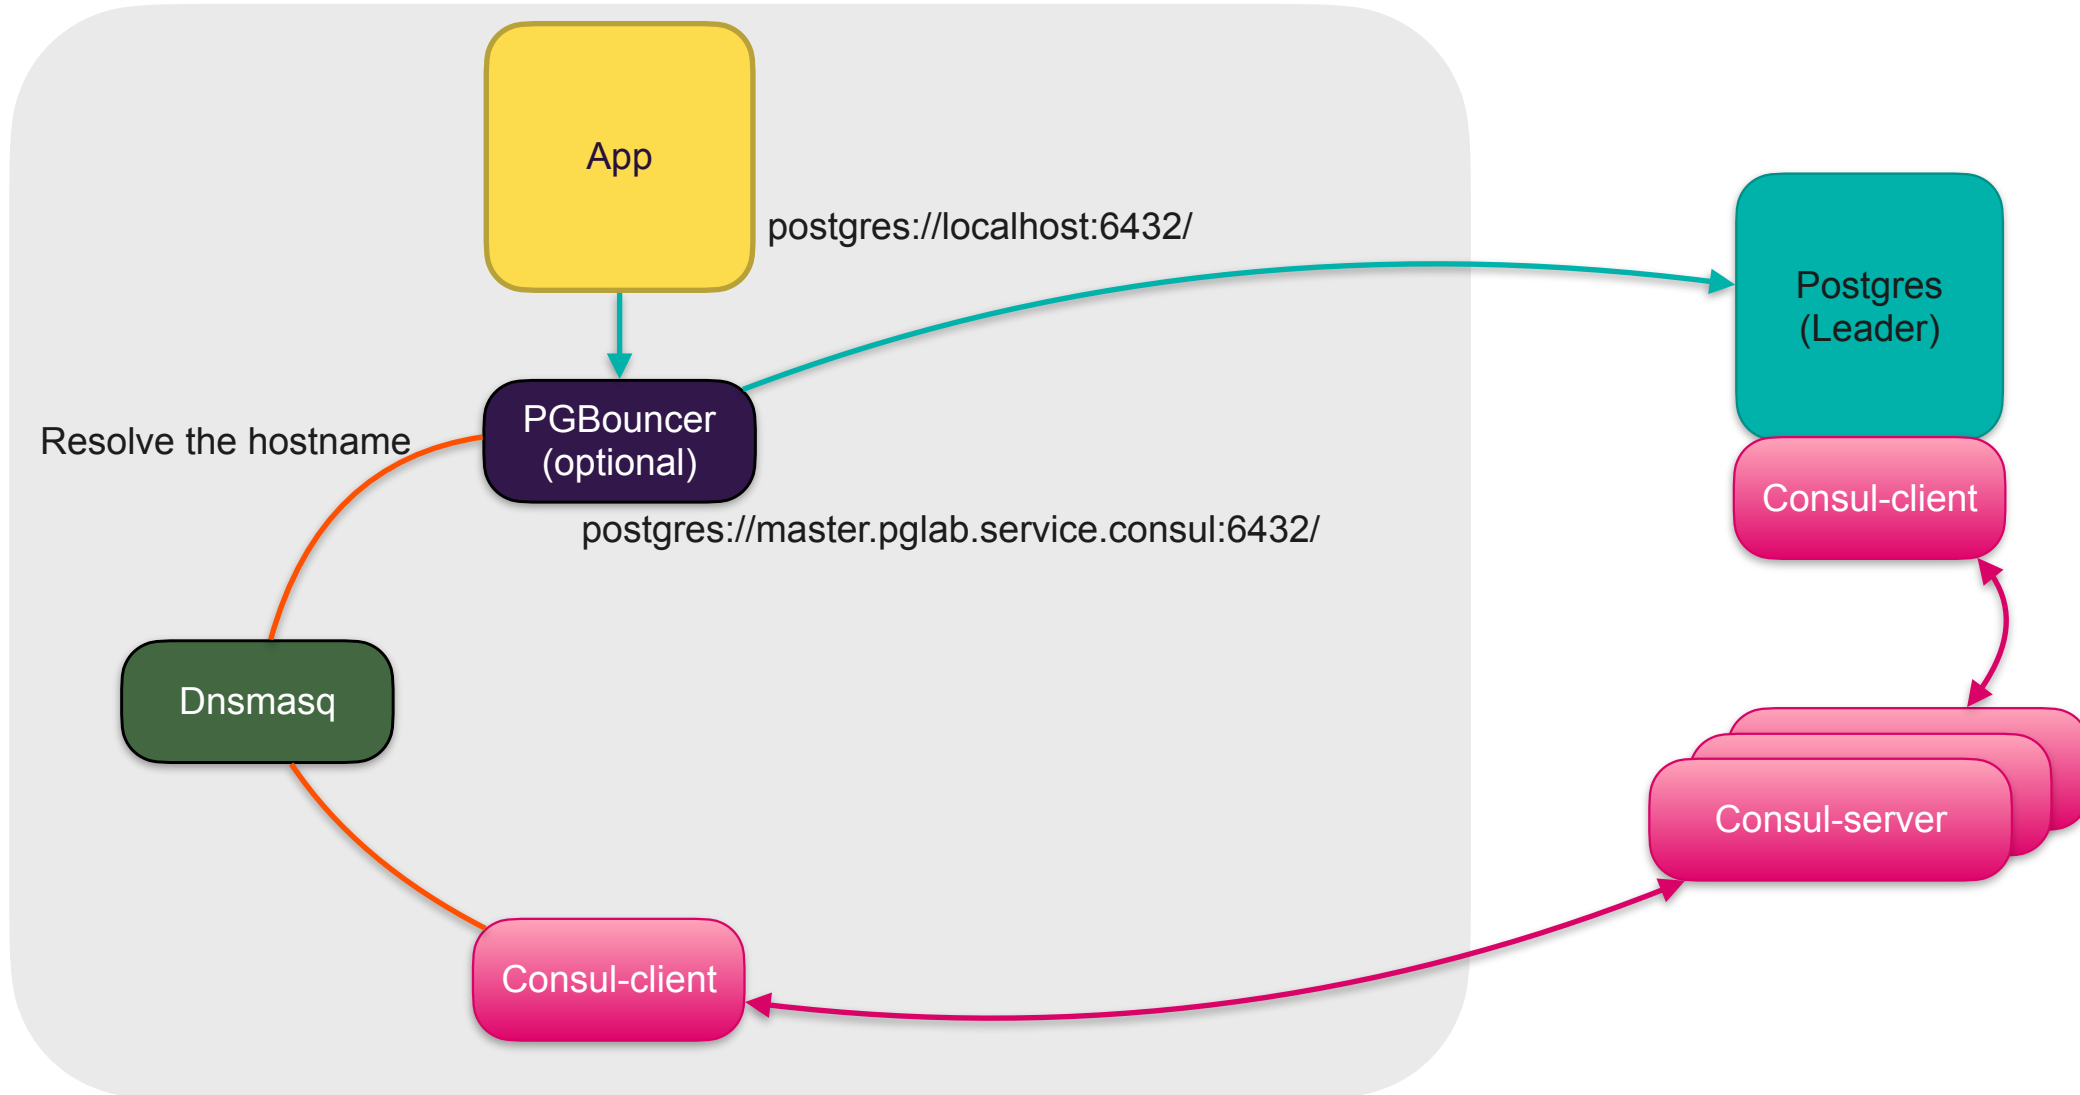 App
postgres://localhost:6432/
Postgres
(Leader)
PGBouncer
(optional)
Resolve the hostname
Consul-client
postgres://master.pglab.service.consul:6432/
Dnsmasq
Consul-server
Consul-client